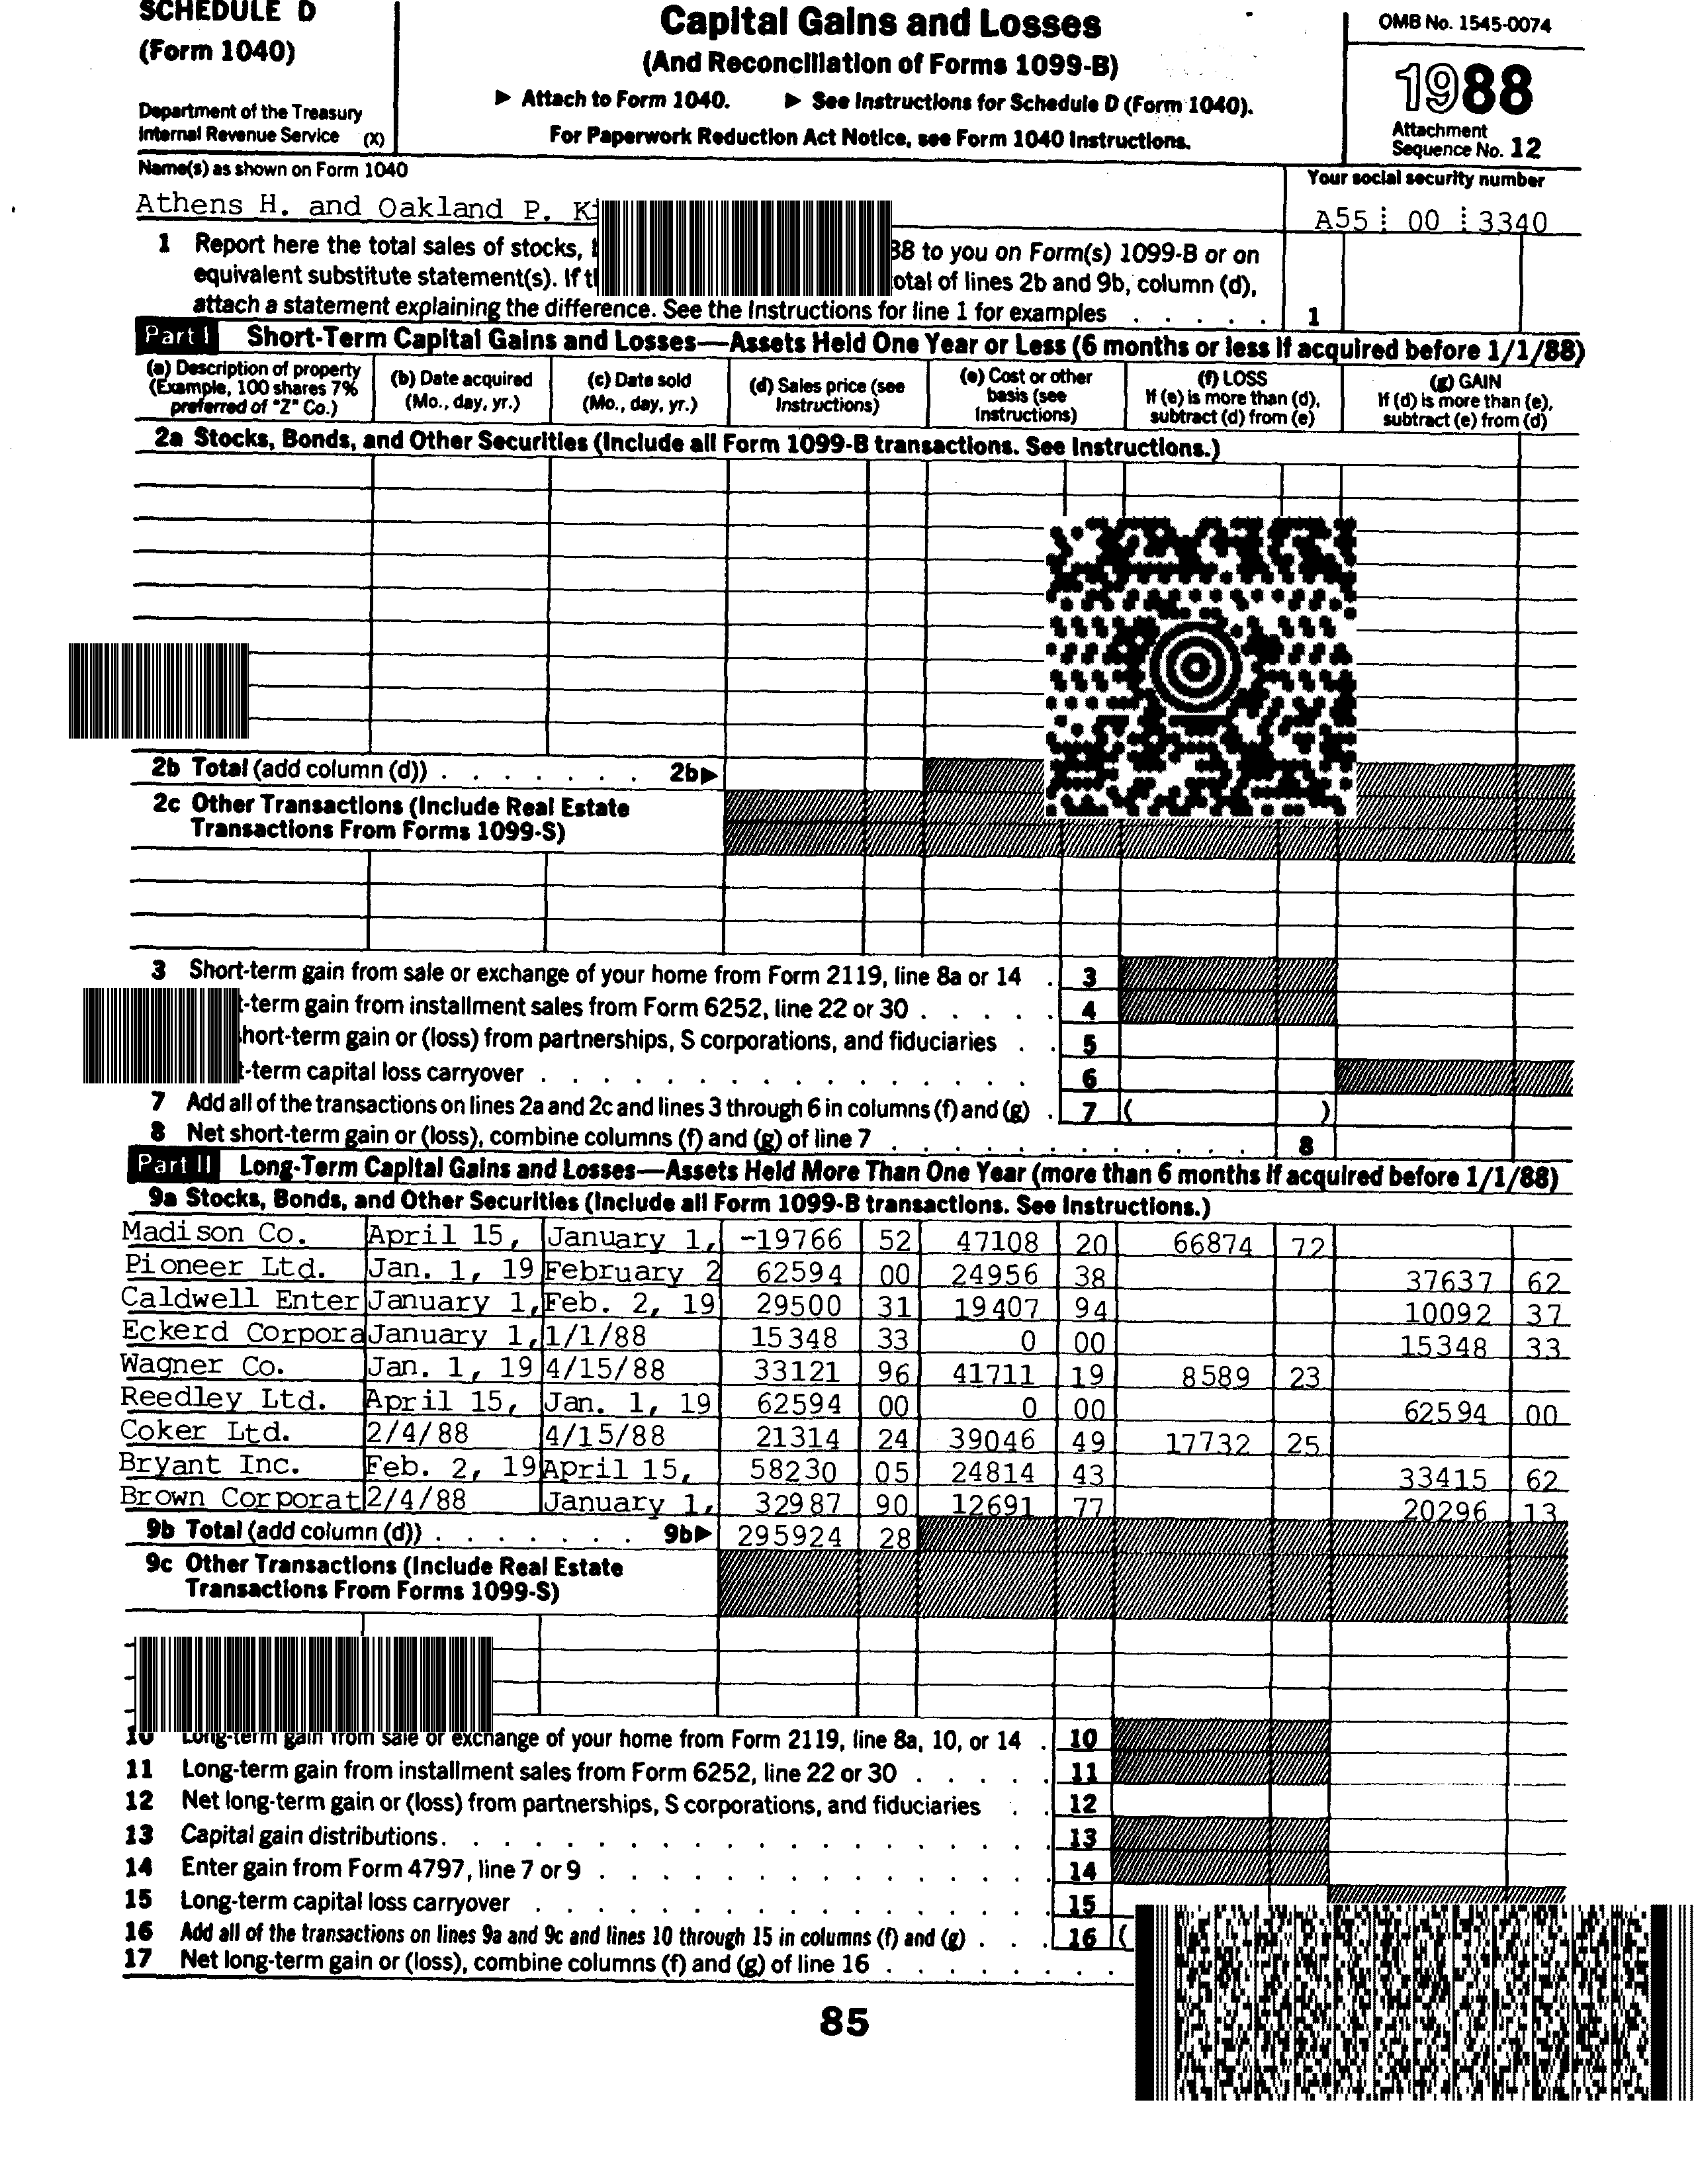 SCHEDULE D
(Form 1040)
Department of the Treasury
Internal Revenue Service (X)
Capital Gains and Losses
(And Reconciliation of Forms 1099-B)
▶ Attach to Form 1040. ▶ See Instructions for Schedule D (Form 1040).
For Paperwork Reduction Act Notice, see Form 1040 Instructions.
OMB No. 1545-0074
1988
Attachment
Sequence No. 12
Name(s) as shown on Form 1040
Athens H. and Oakland P.
Your social security number
A55 00 3340
1 Report here the total sales of stocks, 88 to you on Form(s) 1099-B or on
equivalent substitute statement(s). If total of lines 2b and 9b, column (d),
attach a statement explaining the difference. See the Instructions for line 1 for examples . . . . . 1
Part I Short-Term Capital Gains and Losses—Assets Held One Year or Less (6 months or less if acquired before 1/1/88)
(a) Description of property (Example, 100 shares 7% preferred of "Z" Co.)
(b) Date acquired (Mo., day, yr.)
(c) Date sold (Mo., day, yr.)
(d) Sales price (see Instructions)
(e) Cost or other basis (see Instructions)
(f) LOSS If (e) is more than (d), subtract (d) from (e)
(g) GAIN If (d) is more than (e), subtract (e) from (d)
2a Stocks, Bonds, and Other Securities (Include all Form 1099-B transactions. See Instructions.)
2b Total (add column (d)) . . . . . . . 2b▶
2c Other Transactions (Include Real Estate
Transactions From Forms 1099-S)
3 Short-term gain from sale or exchange of your home from Form 2119, line 8a or 14 . 3
-term gain from installment sales from Form 6252, line 22 or 30 . . . . . 4
short-term gain or (loss) from partnerships, S corporations, and fiduciaries . . 5
-term capital loss carryover . . . . . . . . . . . . . . . . 6
7 Add all of the transactions on lines 2a and 2c and lines 3 through 6 in columns (f) and (g) . 7 ( )
8 Net short-term gain or (loss), combine columns (f) and (g) of line 7 . . . . . . . . . . . . 8
Part II Long-Term Capital Gains and Losses—Assets Held More Than One Year (more than 6 months if acquired before 1/1/88)
9a Stocks, Bonds, and Other Securities (Include all Form 1099-B transactions. See Instructions.)
Madison Co. April 15, January 1, -19766 52 47108 20 66874 72
Pioneer Ltd. Jan. 1, 19 February 2 62594 00 24956 38 37637 62
Caldwell Enter January 1, Feb. 2, 19 29500 31 19407 94 10092 37
Eckerd Corpora January 1, 1/1/88 15348 33 0 00 15348 33
Wagner Co. Jan. 1, 19 4/15/88 33121 96 41711 19 8589 23
Reedley Ltd. April 15, Jan. 1, 19 62594 00 0 00 62594 00
Coker Ltd. 2/4/88 4/15/88 21314 24 39046 49 17732 25
Bryant Inc. Feb. 2, 19 April 15, 58230 05 24814 43 33415 62
Brown Corporat 2/4/88 January 1, 32987 90 12691 77 20296 13
9b Total (add column (d)) . . . . . . . 9b▶ 295924 28
9c Other Transactions (Include Real Estate
Transactions From Forms 1099-S)
10 Long-term gain from sale or exchange of your home from Form 2119, line 8a, 10, or 14 . 10
11 Long-term gain from installment sales from Form 6252, line 22 or 30 . . . . . 11
12 Net long-term gain or (loss) from partnerships, S corporations, and fiduciaries . . 12
13 Capital gain distributions. . . . . . . . . . . . . . . . . . . 13
14 Enter gain from Form 4797, line 7 or 9 . . . . . . . . . . . . . . 14
15 Long-term capital loss carryover . . . . . . . . . . . . . . . . 15
16 Add all of the transactions on lines 9a and 9c and lines 10 through 15 in columns (f) and (g) . . . 16 (
17 Net long-term gain or (loss), combine columns (f) and (g) of line 16 . . . . . . . .
85